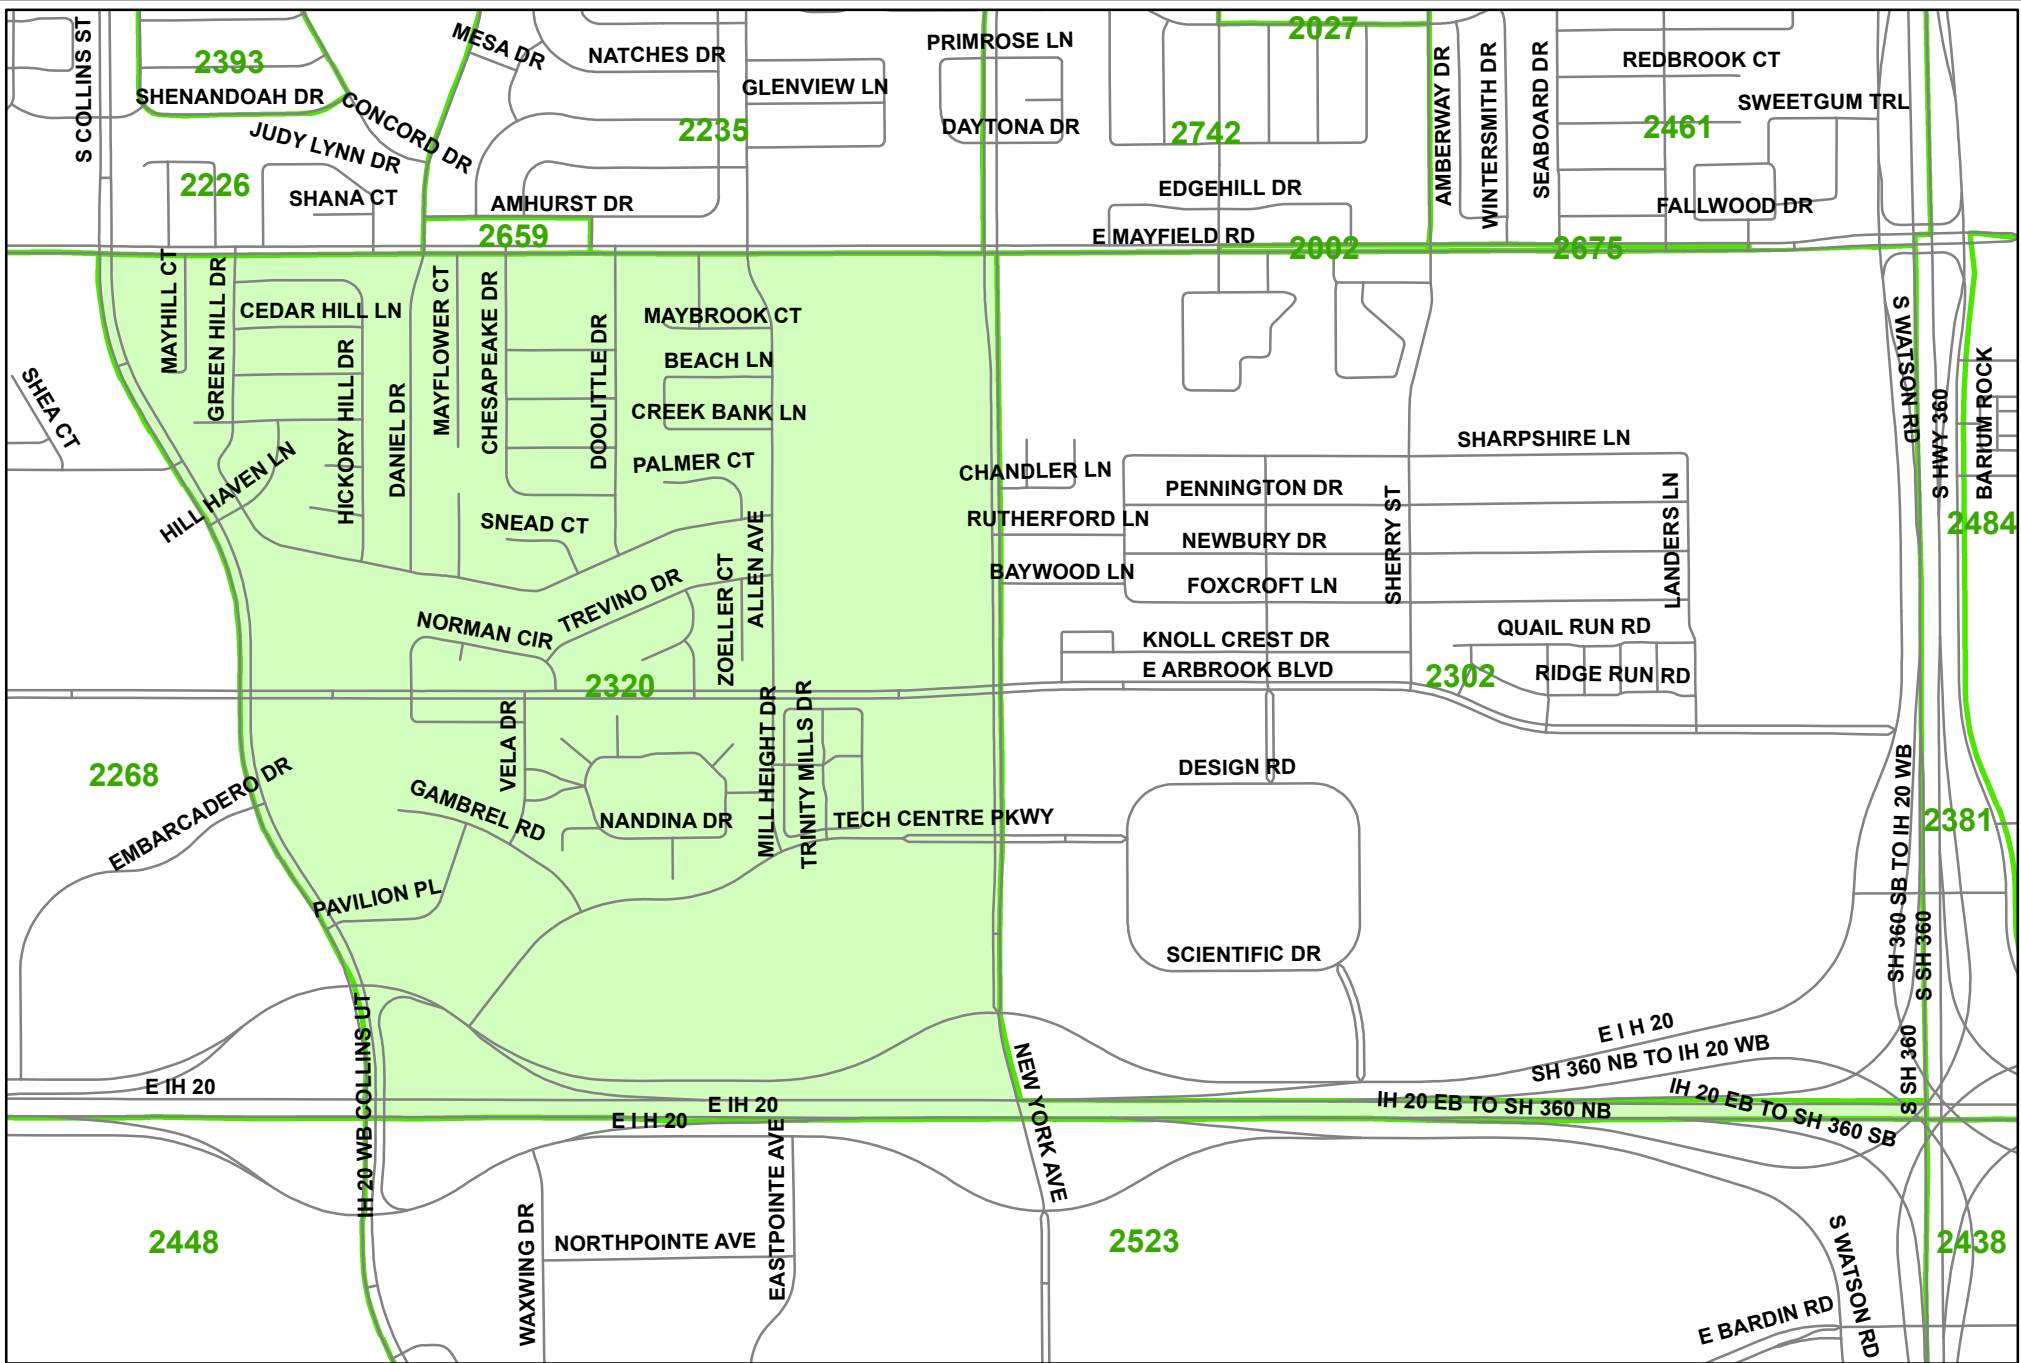 2027
S COLLINS ST
MESA DR
NATCHES DR
PRIMROSE LN
2393
REDBROOK CT
GLENVIEW LN
SHENANDOAH DR
CONCORD DR
SWEETGUM TRL
AMBERWAY DR
WINTERSMITH DR
SEABOARD DR
JUDY LYNN DR
2235
DAYTONA DR
2742
2461
2226
SHANA CT
AMHURST DR
EDGEHILL DR
FALLWOOD DR
2659
E MAYFIELD RD
2002
2675
MAYHILL CT
GREEN HILL DR
CEDAR HILL LN
MAYFLOWER CT
CHESAPEAKE DR
DOOLITTLE DR
MAYBROOK CT
BEACH LN
CREEK BANK LN
S WATSON RD
S HWY 360
BARIUM ROCK
SHEA CT
HICKORY HILL DR
DANIEL DR
SHARPSHIRE LN
PALMER CT
CHANDLER LN
HILL HAVEN LN
PENNINGTON DR
SNEAD CT
RUTHERFORD LN
SHERRY ST
LANDERS LN
2484
NEWBURY DR
ALLEN AVE
ZOELLER CT
BAYWOOD LN
FOXCROFT LN
TREVINO DR
NORMAN CIR
KNOLL CREST DR
QUAIL RUN RD
E ARBROOK BLVD
2302
RIDGE RUN RD
2320
VELA DR
MILL HEIGHT DR
TRINITY MILLS DR
2268
EMBARCADERO DR
DESIGN RD
GAMBREL RD
NANDINA DR
TECH CENTRE PKWY
SH 360 SB TO IH 20 WB
2381
PAVILION PL
SCIENTIFIC DR
S SH 360
IH 20 WB COLLINS UT
E I H 20
SH 360 NB TO IH 20 WB
S SH 360
E IH 20
NEW YORK AVE
E IH 20
E I H 20
IH 20 EB TO SH 360 NB
IH 20 EB TO SH 360 SB
EASTPOINTE AVE
WAXWING DR
2448
NORTHPOINTE AVE
2523
S WATSON RD
2438
E BARDIN RD